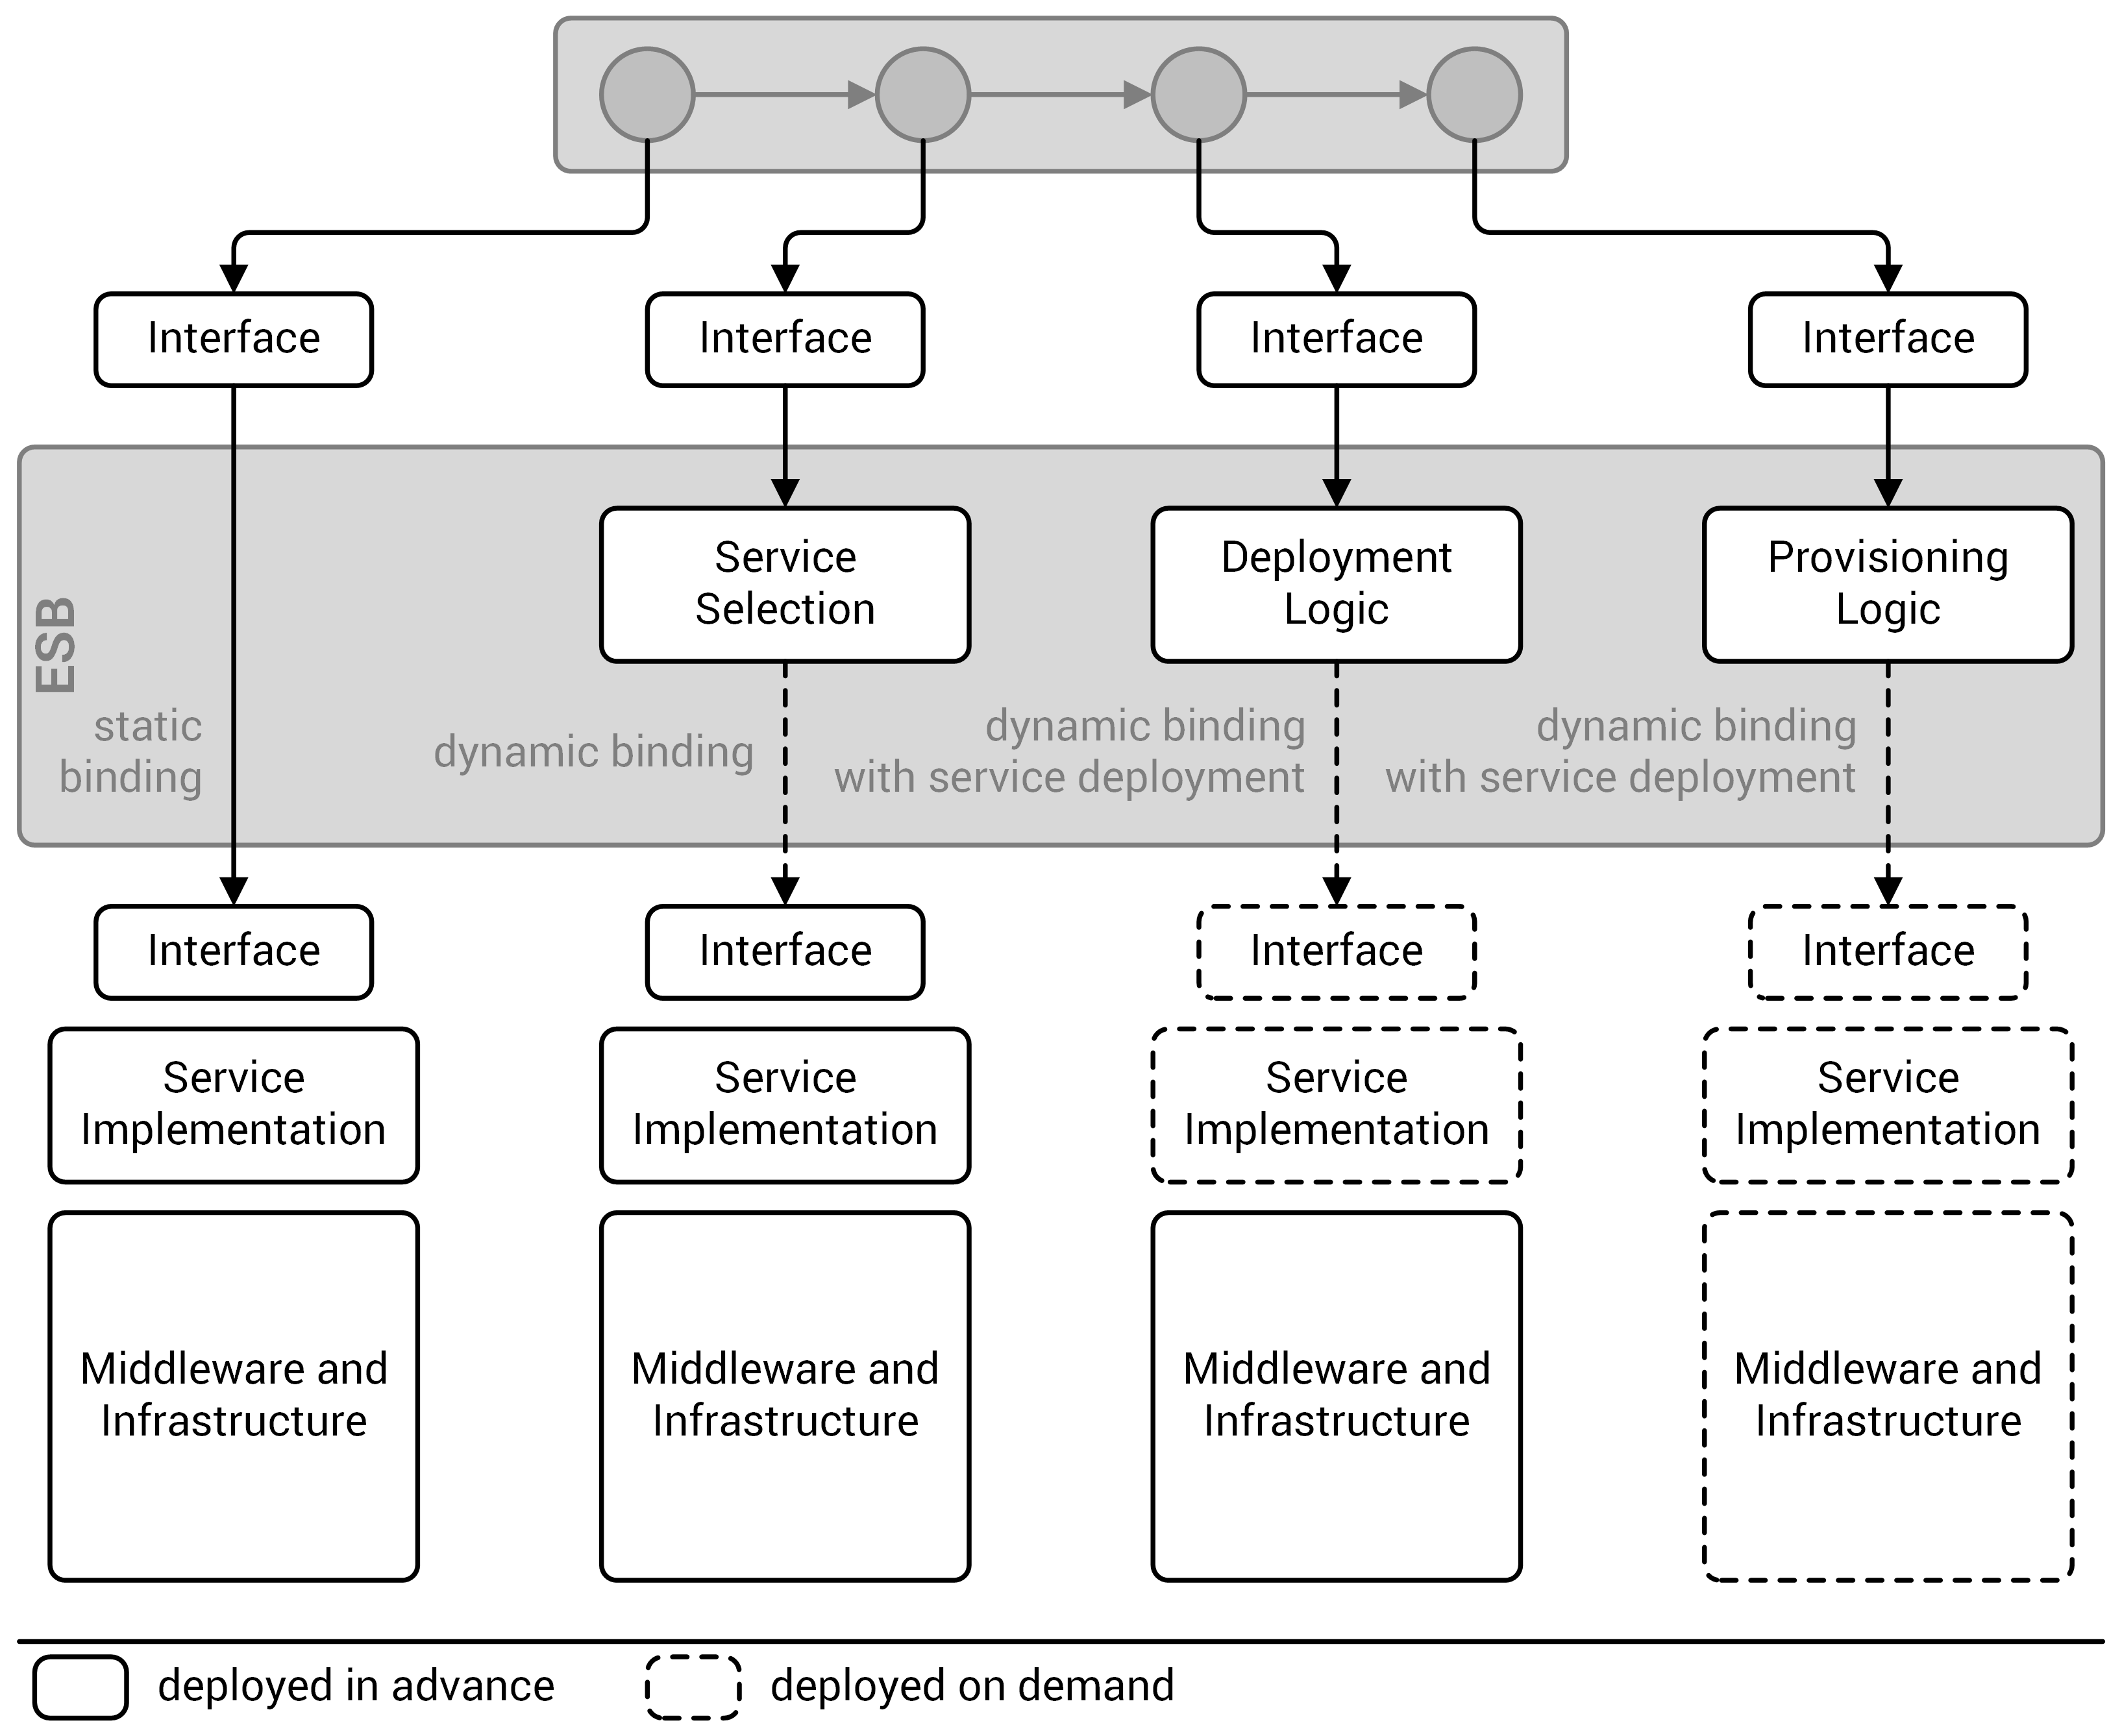 Interface
Interface
Interface
Interface
ESB
Service
Selection
Deployment
Logic
Provisioning
Logic
static
binding
dynamic binding
dynamic binding
with service deployment
dynamic binding
with service deployment
Interface
Interface
Interface
Interface
Service
Implementation
Service
Implementation
Service
Implementation
Service
Implementation
Middleware and
Infrastructure
Middleware and
Infrastructure
Middleware and
Infrastructure
Middleware and
Infrastructure
deployed in advance
deployed on demand